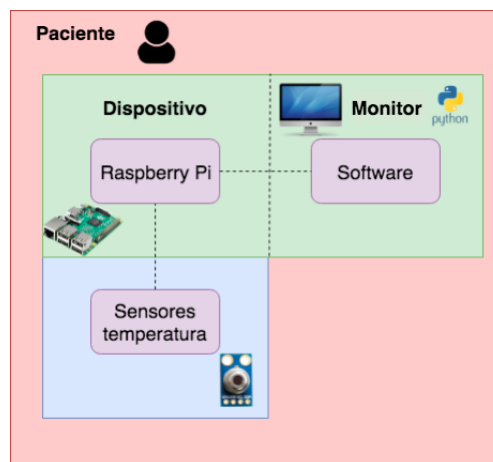 Paciente
Dispositivo
Monitor
python
Raspberry Pi
Software
Sensores
temperatura